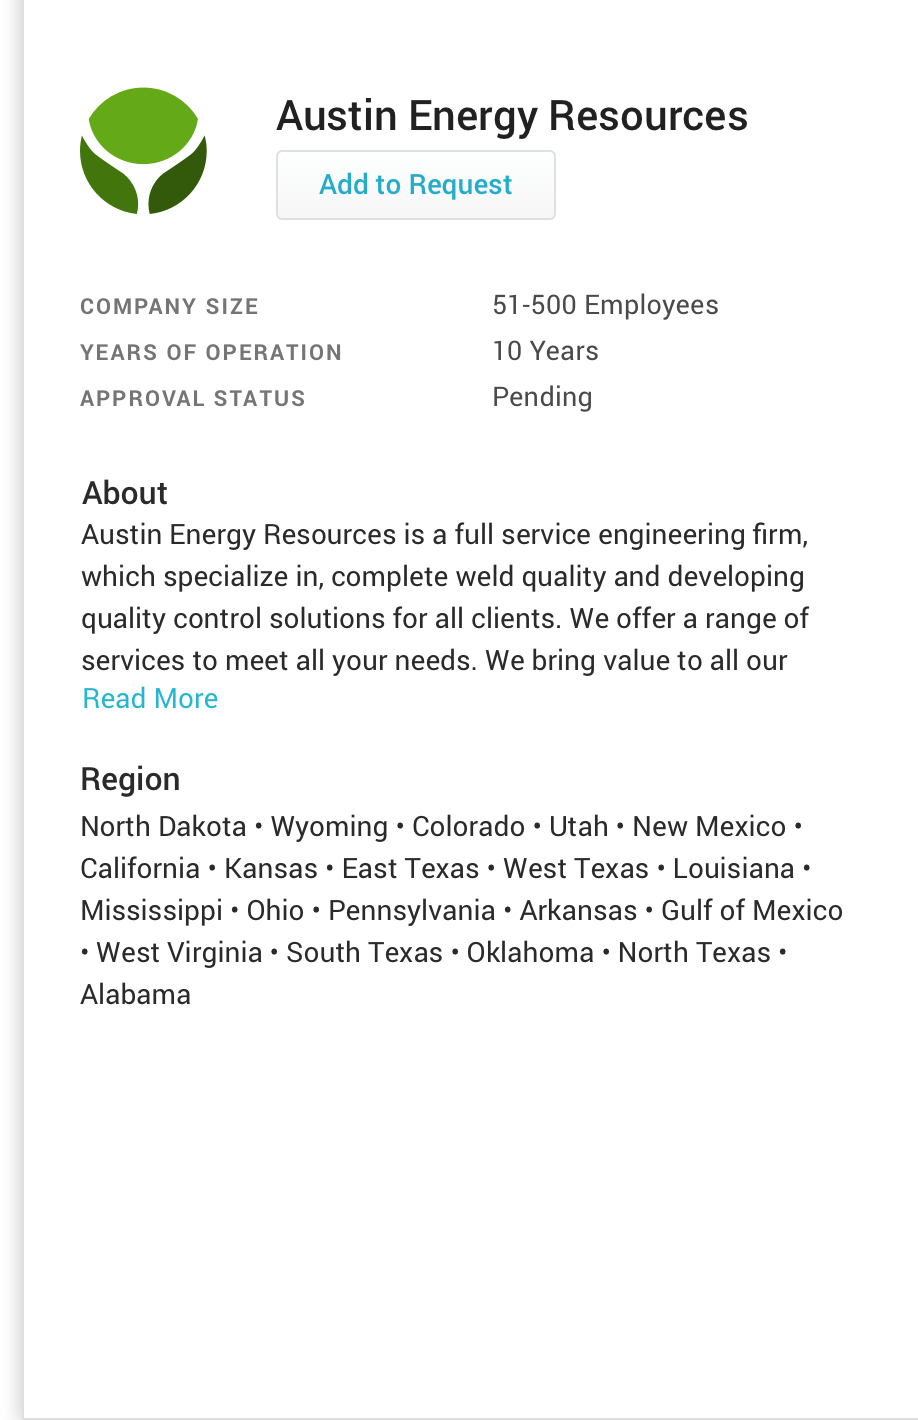 Austin Energy Resources
Add to Request
COMPANY SIZE 51-500 Employees
YEARS OF OPERATION 10 Years
APPROVAL STATUS Pending
About
Austin Energy Resources is a full service engineering firm,
which specialize in, complete weld quality and developing
quality control solutions for all clients. We offer a range of
services to meet all your needs. We bring value to all our
Read More
Region
North Dakota • Wyoming • Colorado • Utah • New Mexico •
California • Kansas • East Texas • West Texas • Louisiana •
Mississippi • Ohio • Pennsylvania • Arkansas • Gulf of Mexico
• West Virginia • South Texas • Oklahoma • North Texas •
Alabama